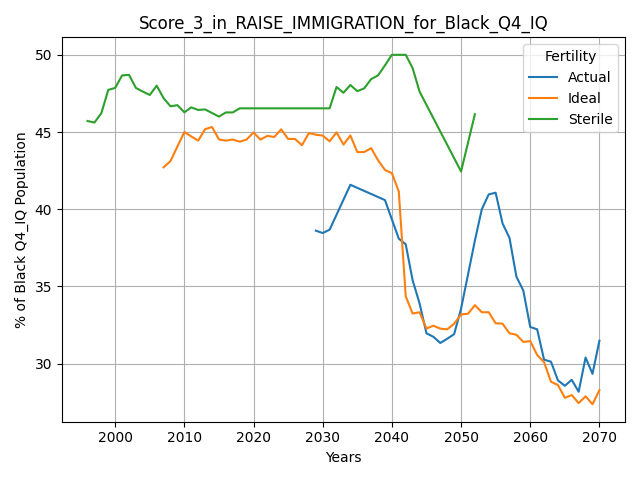 Score_3_in_RAISE_IMMIGRATION_for_Black_Q4_IQ
% of Black Q4_IQ Population
50
45
40
35
30
Fertility
Actual
Ideal
Sterile
2000
2010
2020
2030
2040
2050
2060
2070
Years